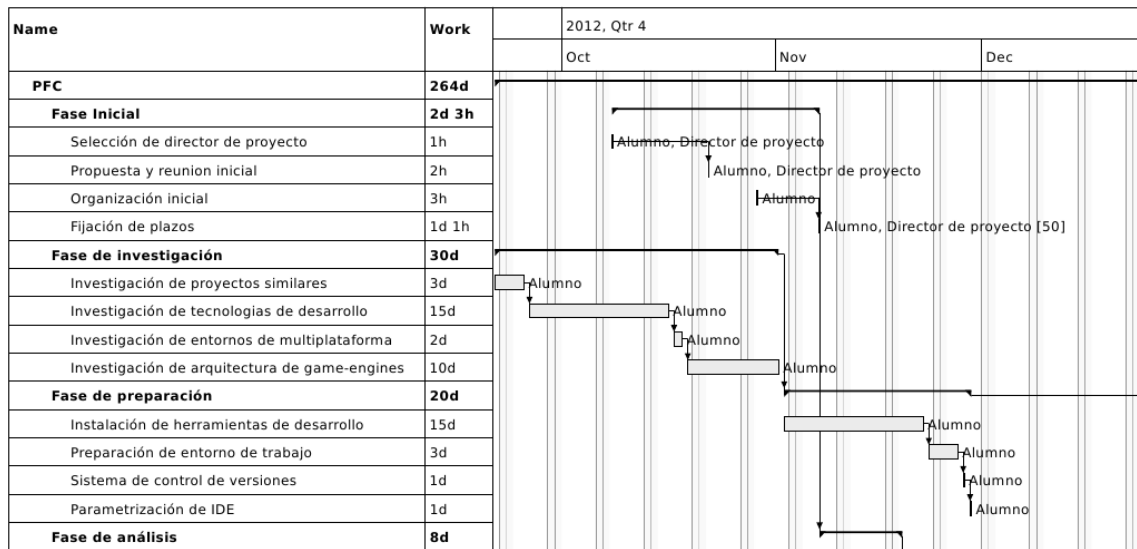 Name Work 2012, Qtr 4
Oct Nov Dec
PFC 264d
Fase Inicial 2d 3h
Selección de director de proyecto 1h Alumno, Director de proyecto
Propuesta y reunion inicial 2h Alumno, Director de proyecto
Organización inicial 3h Alumno
Fijación de plazos 1d 1h Alumno, Director de proyecto [50]
Fase de investigación 30d
Investigación de proyectos similares 3d Alumno
Investigación de tecnologias de desarrollo 15d Alumno
Investigación de entornos de multiplataforma 2d Alumno
Investigación de arquitectura de game-engines 10d Alumno
Fase de preparación 20d
Instalación de herramientas de desarrollo 15d Alumno
Preparación de entorno de trabajo 3d Alumno
Sistema de control de versiones 1d Alumno
Parametrización de IDE 1d Alumno
Fase de análisis 8d